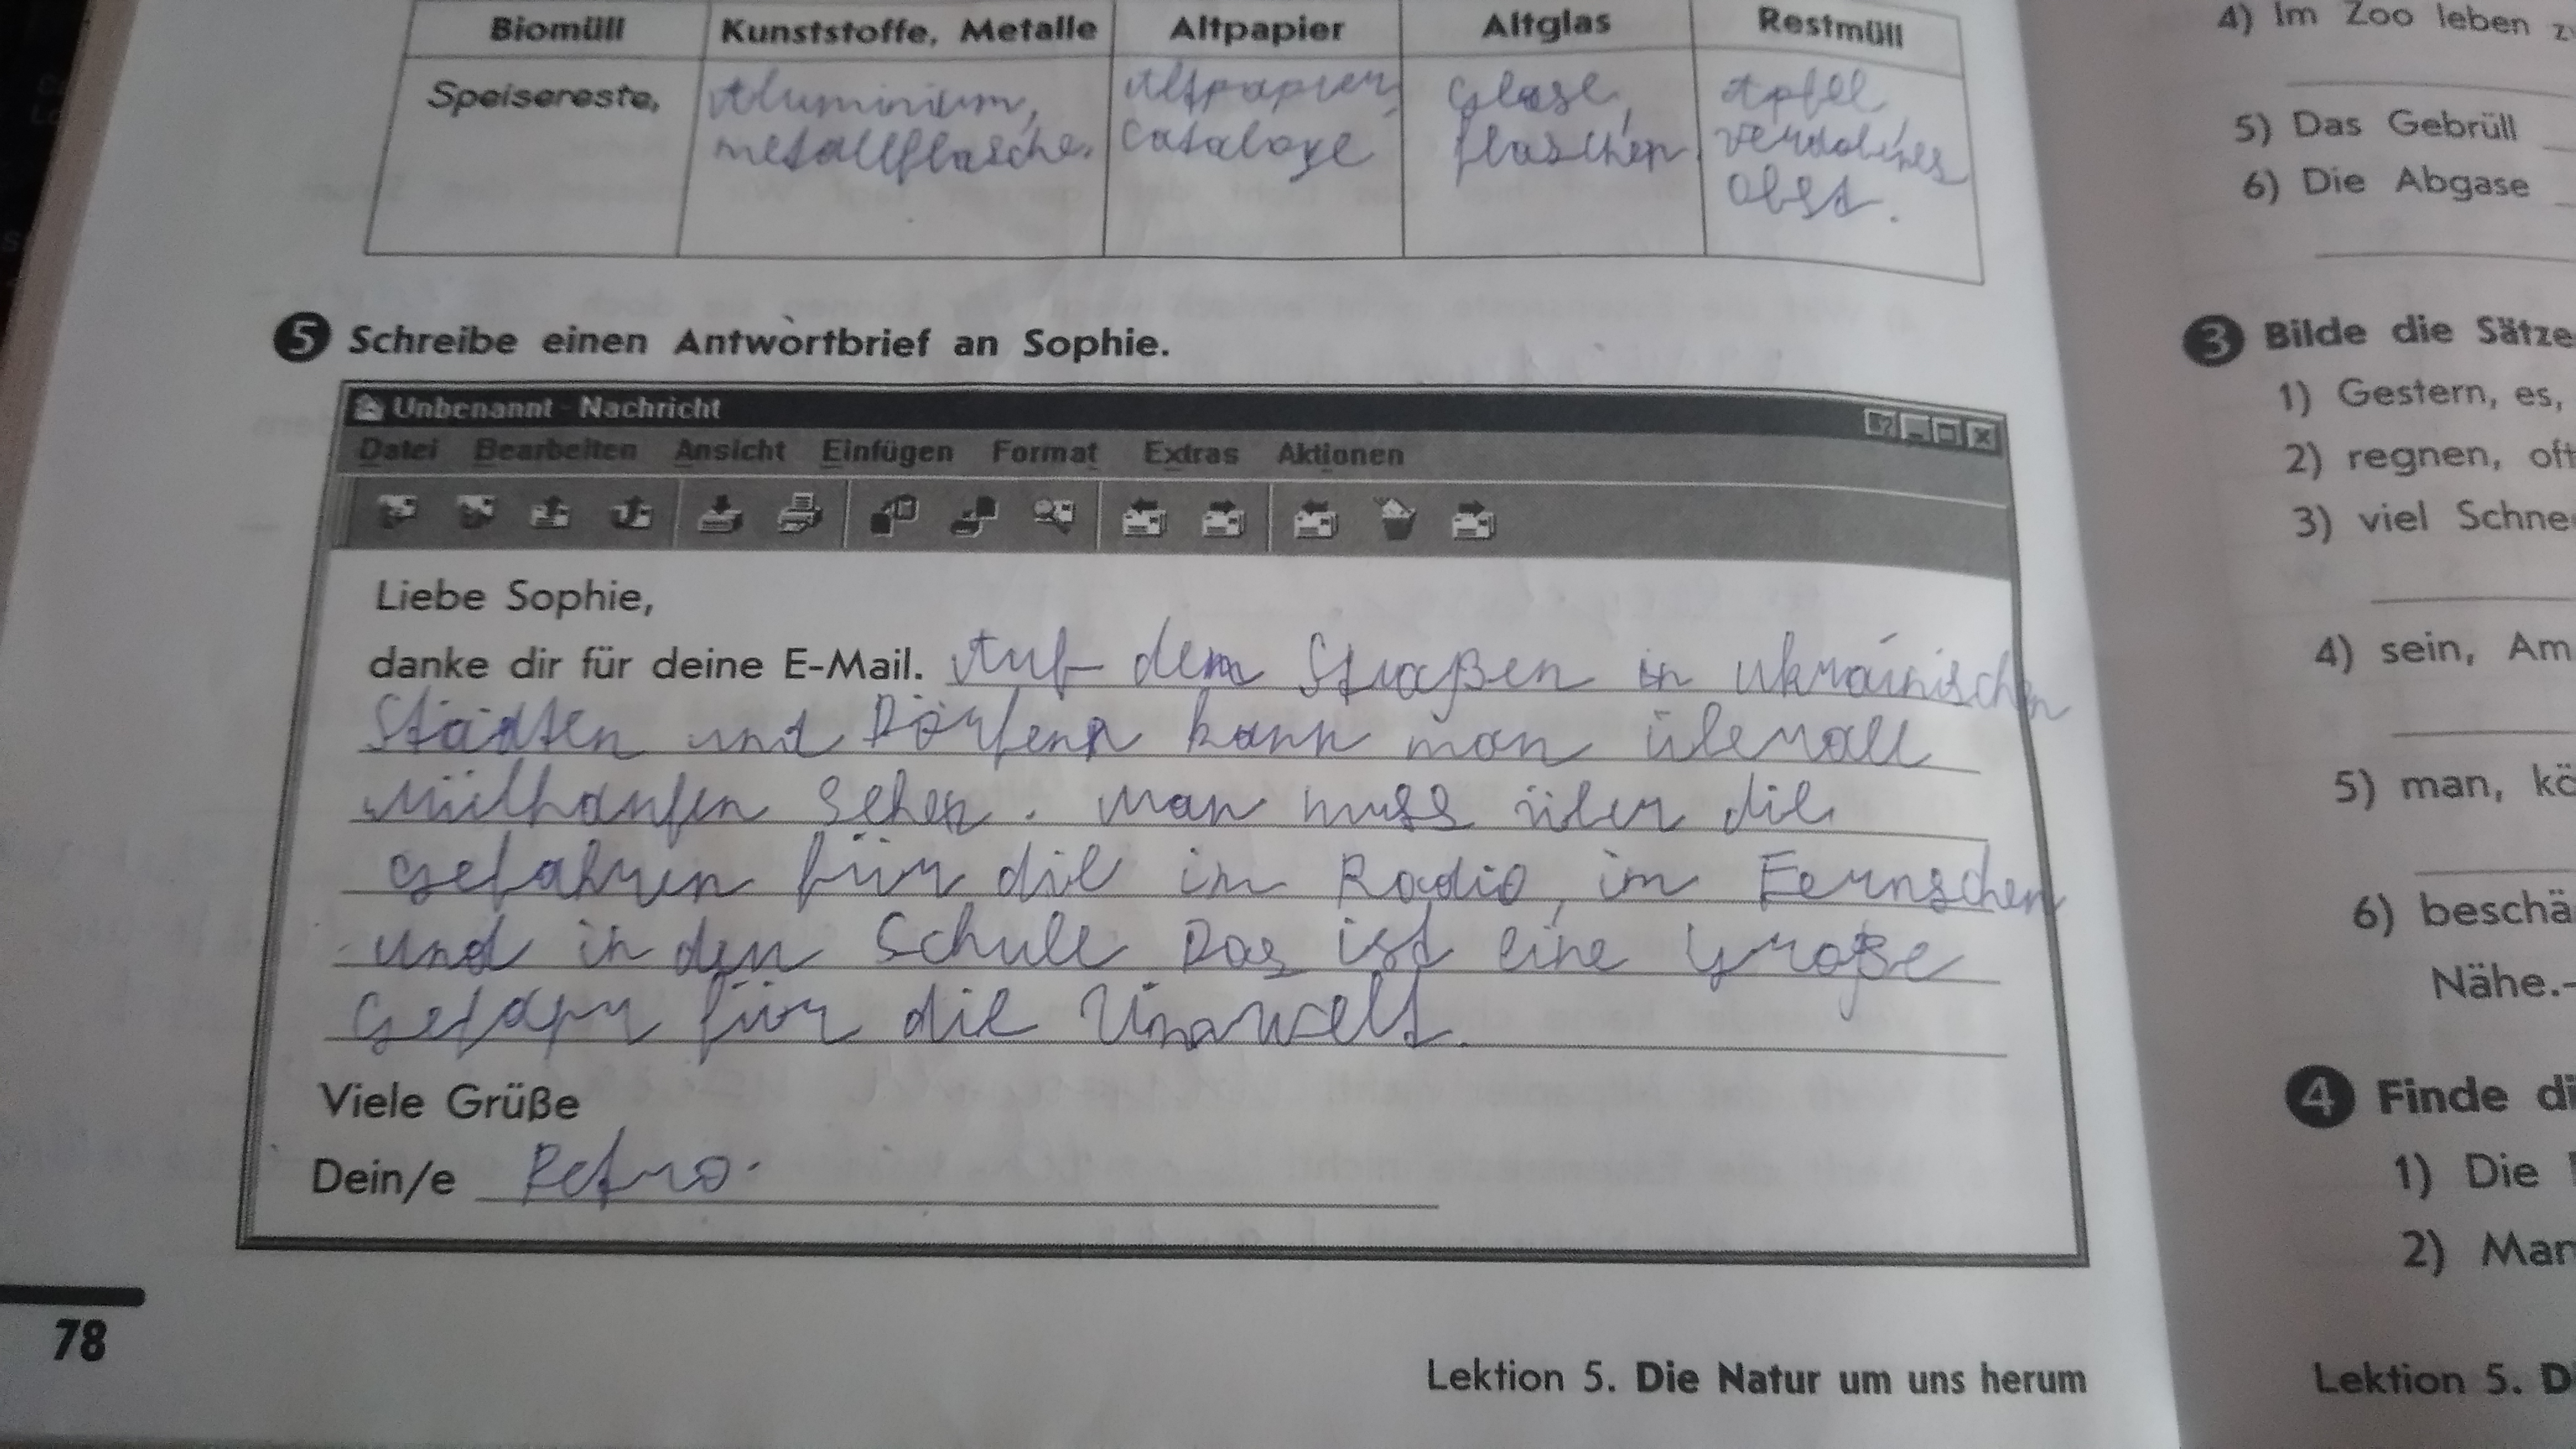 Biomüll Kunststoffe, Metalle Altpapier Altglas Restmüll
Speisereste, Aluminium, Altpapier, Glase, Apfel,
metallflasche. Cataloge flaschen. verdolines
Obst.
5 Schreibe einen Antwortbrief an Sophie.
Unbenannt - Nachricht
Datei Bearbeiten Ansicht Einfügen Format Extras Aktionen
Liebe Sophie,
danke dir für deine E-Mail. Auf dem Straßen in ukrainischen
Städten und Dörfenn kann man überall
Müllhaufen sehen. Man muss über die
Gefahren für die im Radio, im Fernschen
und in der Schule Das ist eine große
Gefapr für die Umwelt.
Viele Grüße
Dein/e Petro.
78
Lektion 5. Die Natur um uns herum
4) Im Zoo leben
5) Das Gebrüll
6) Die Abgase
3 Bilde die Sätze
1) Gestern, es,
2) regnen, oft
3) viel Schne
4) sein, Am
5) man, kö
6) beschä
Nähe.-
4 Finde di
1) Die
2) Man
Lektion 5. D